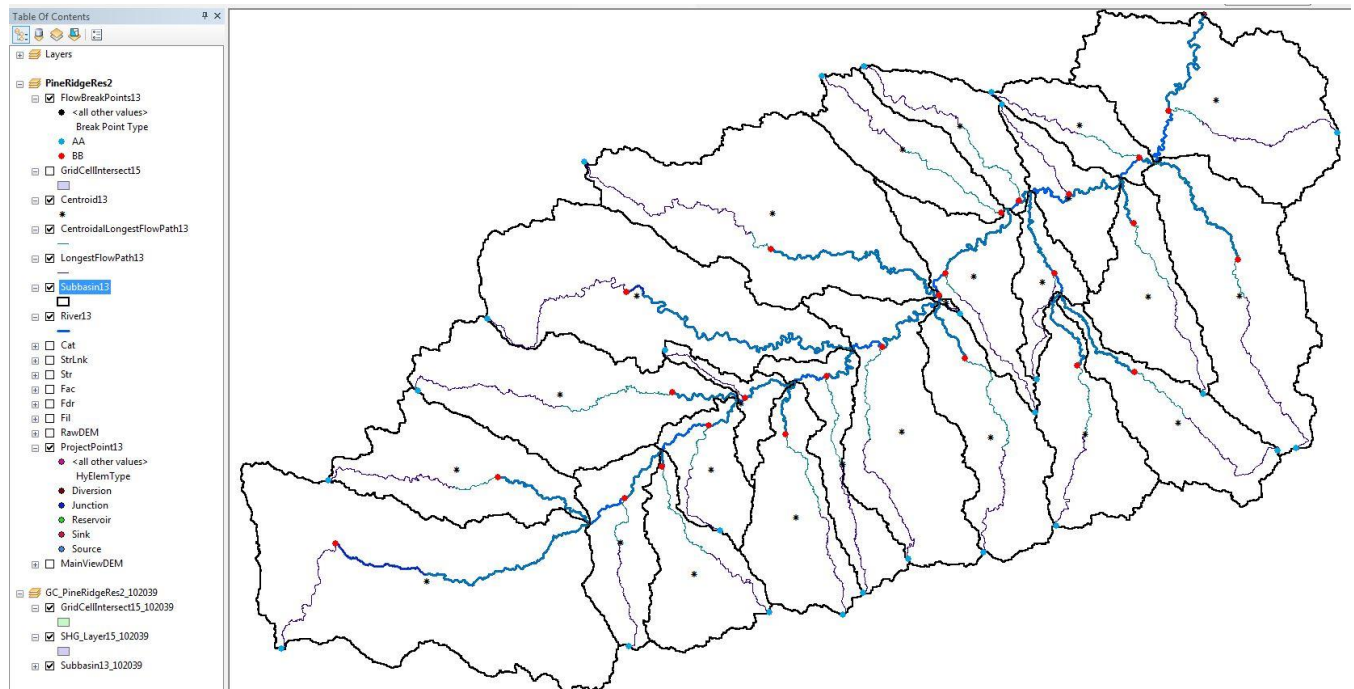 Table Of Contents
Layers
PineRidgeRes2
FlowBreakPoints13
<all other values>
Break Point Type
AA
BB
GridCellIntersect15
Centroid13
CentroidalLongestFlowPath13
LongestFlowPath13
Subbasin13
River13
Cat
StrLnk
Str
Fac
Fdr
Fil
RawDEM
ProjectPoint13
<all other values>
HyElemType
Diversion
Junction
Reservoir
Sink
Source
MainViewDEM
GC_PineRidgeRes2_102039
GridCellIntersect15_102039
SHG_Layer15_102039
Subbasin13_102039